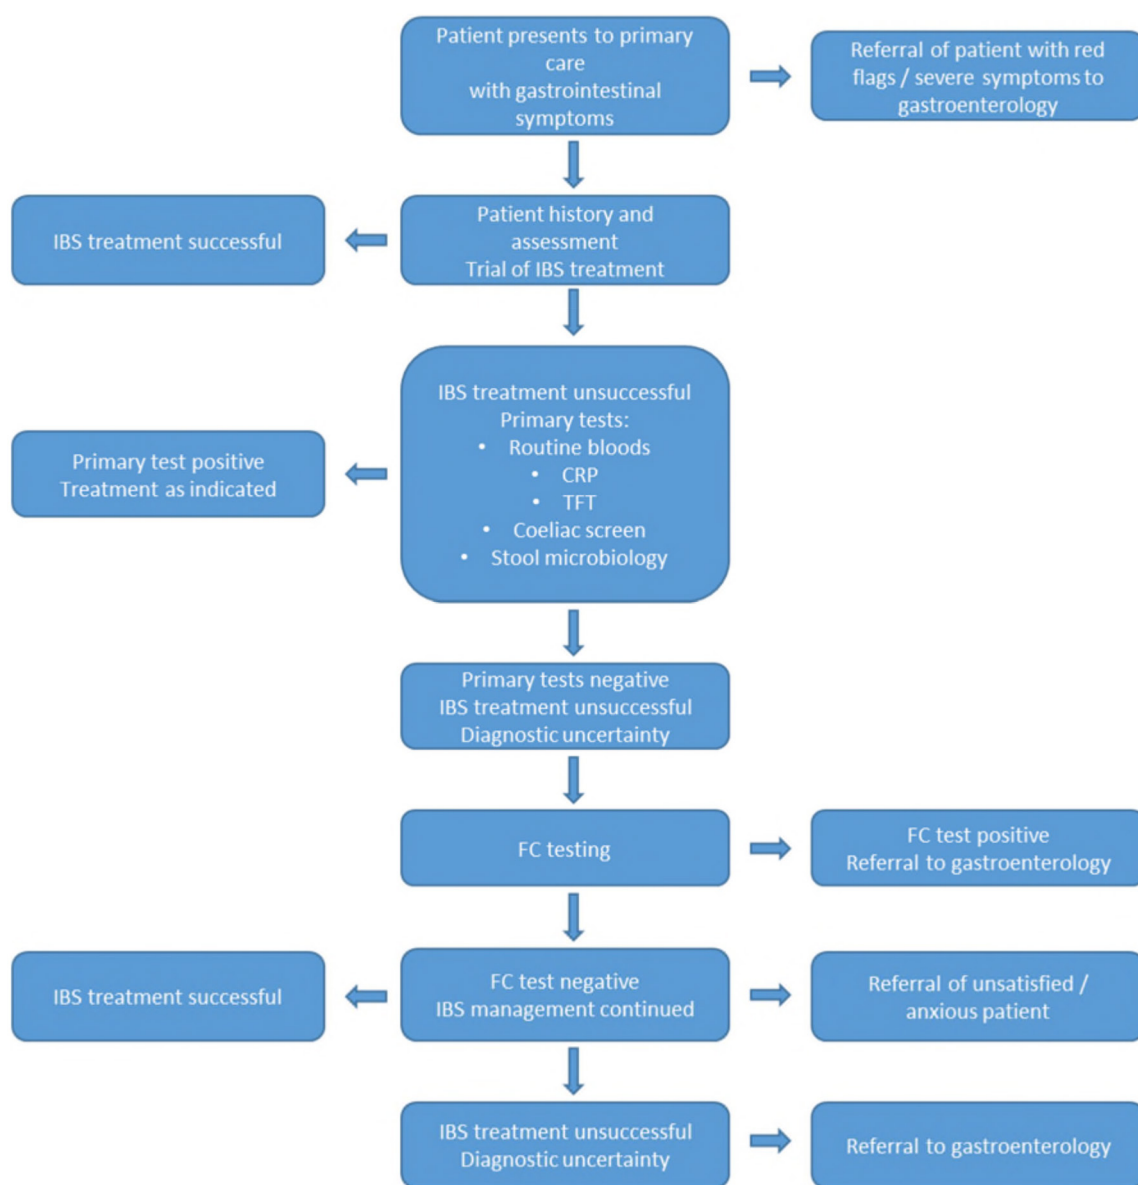 Patient presents to primary
care
with gastrointestinal
symptoms
Referral of patient with red
flags / severe symptoms to
gastroenterology
IBS treatment successful
Patient history and
assessment
Trial of IBS treatment
Primary test positive
Treatment as indicated
IBS treatment unsuccessful
Primary tests:
• Routine bloods
• CRP
• TFT
• Coeliac screen
• Stool microbiology
Primary tests negative
IBS treatment unsuccessful
Diagnostic uncertainty
FC testing
FC test positive
Referral to gastroenterology
IBS treatment successful
FC test negative
IBS management continued
Referral of unsatisfied /
anxious patient
IBS treatment unsuccessful
Diagnostic uncertainty
Referral to gastroenterology